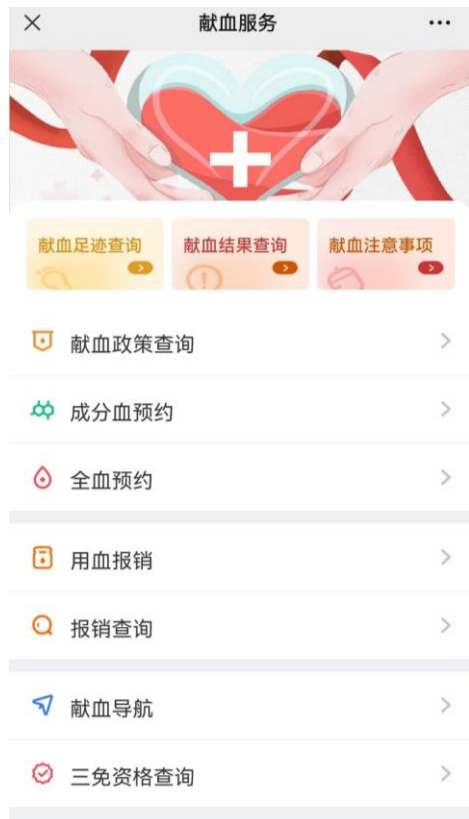 献血服务
献血足迹查询
献血结果查询
献血注意事项
献血政策查询
成分血预约
全血预约
用血报销
报销查询
献血导航
三免资格查询